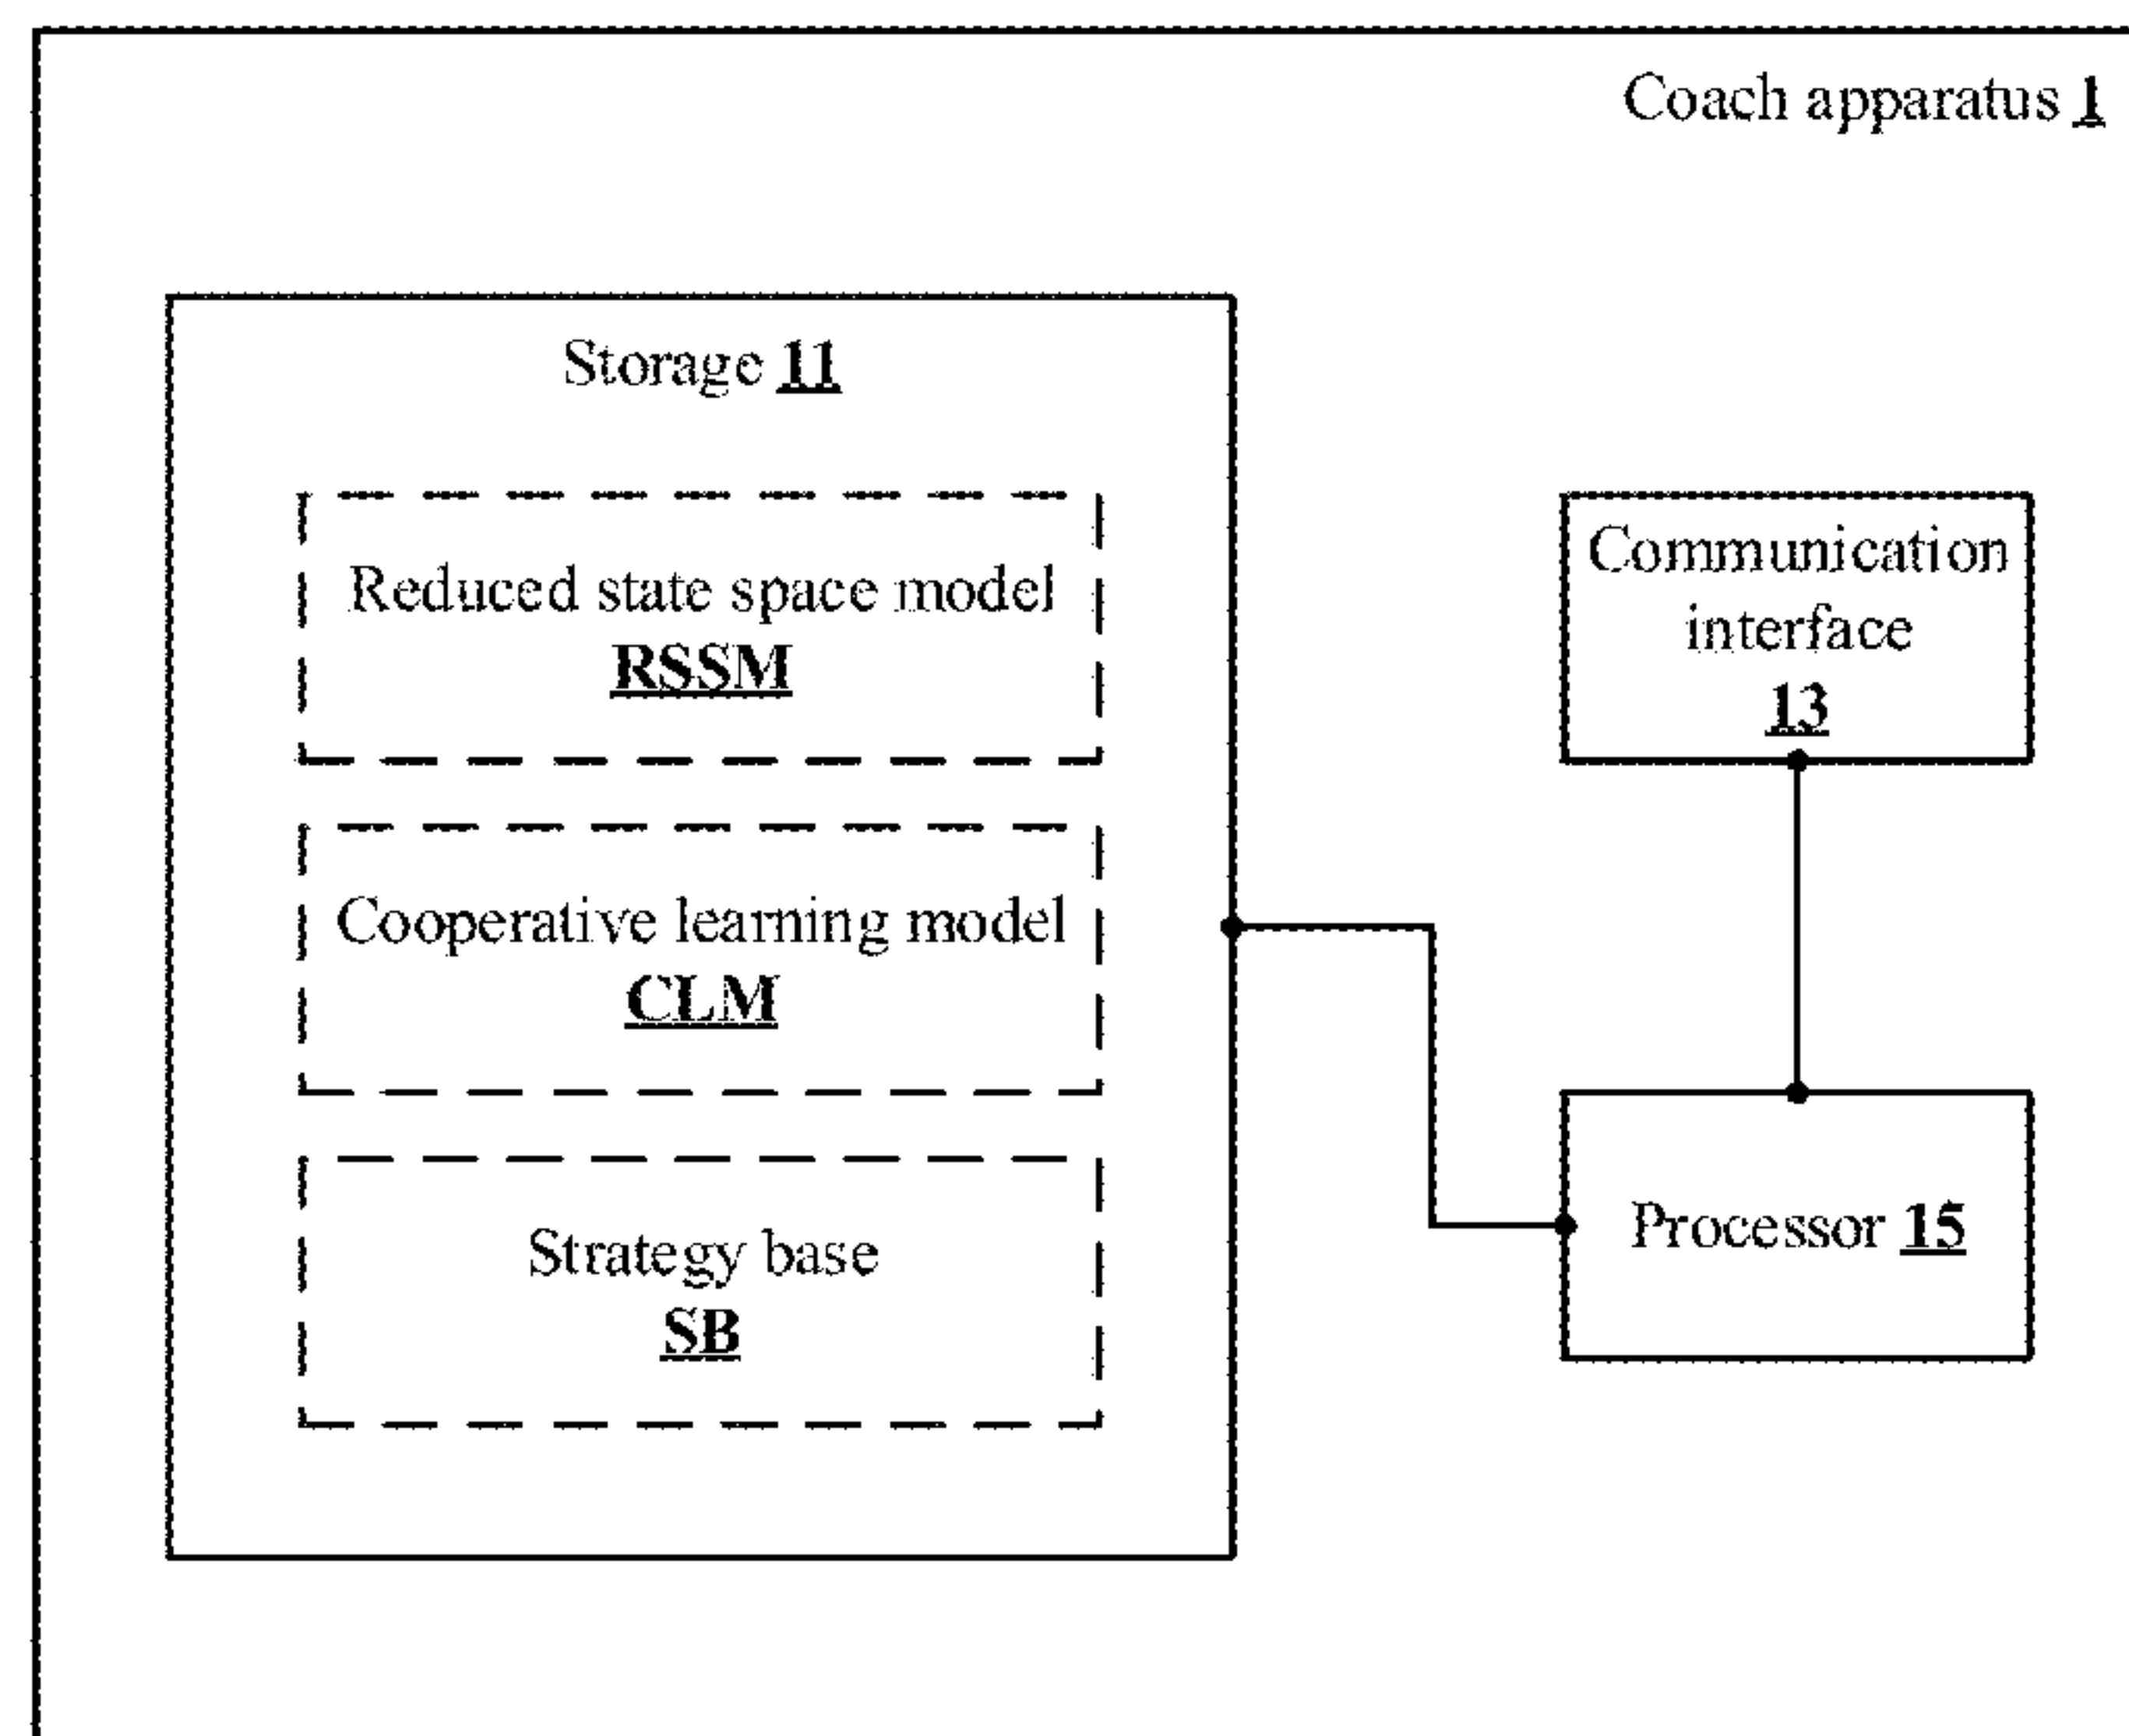 Coach apparatus 1
Storage 11
Reduced state space model
RSSM
Cooperative learning model
CLM
Strategy base
SB
Communication
interface
13
Processor 15